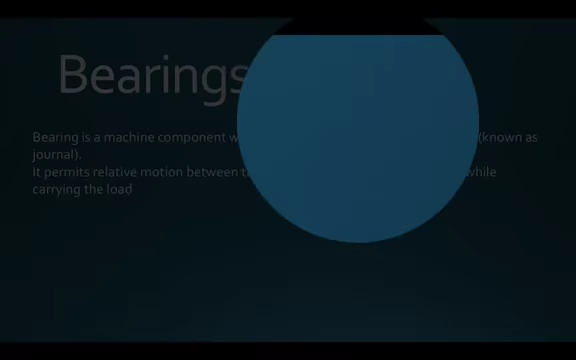 Bearings
Bearing is a machine component (known as
journal).
It permits relative motion between while
carrying the load